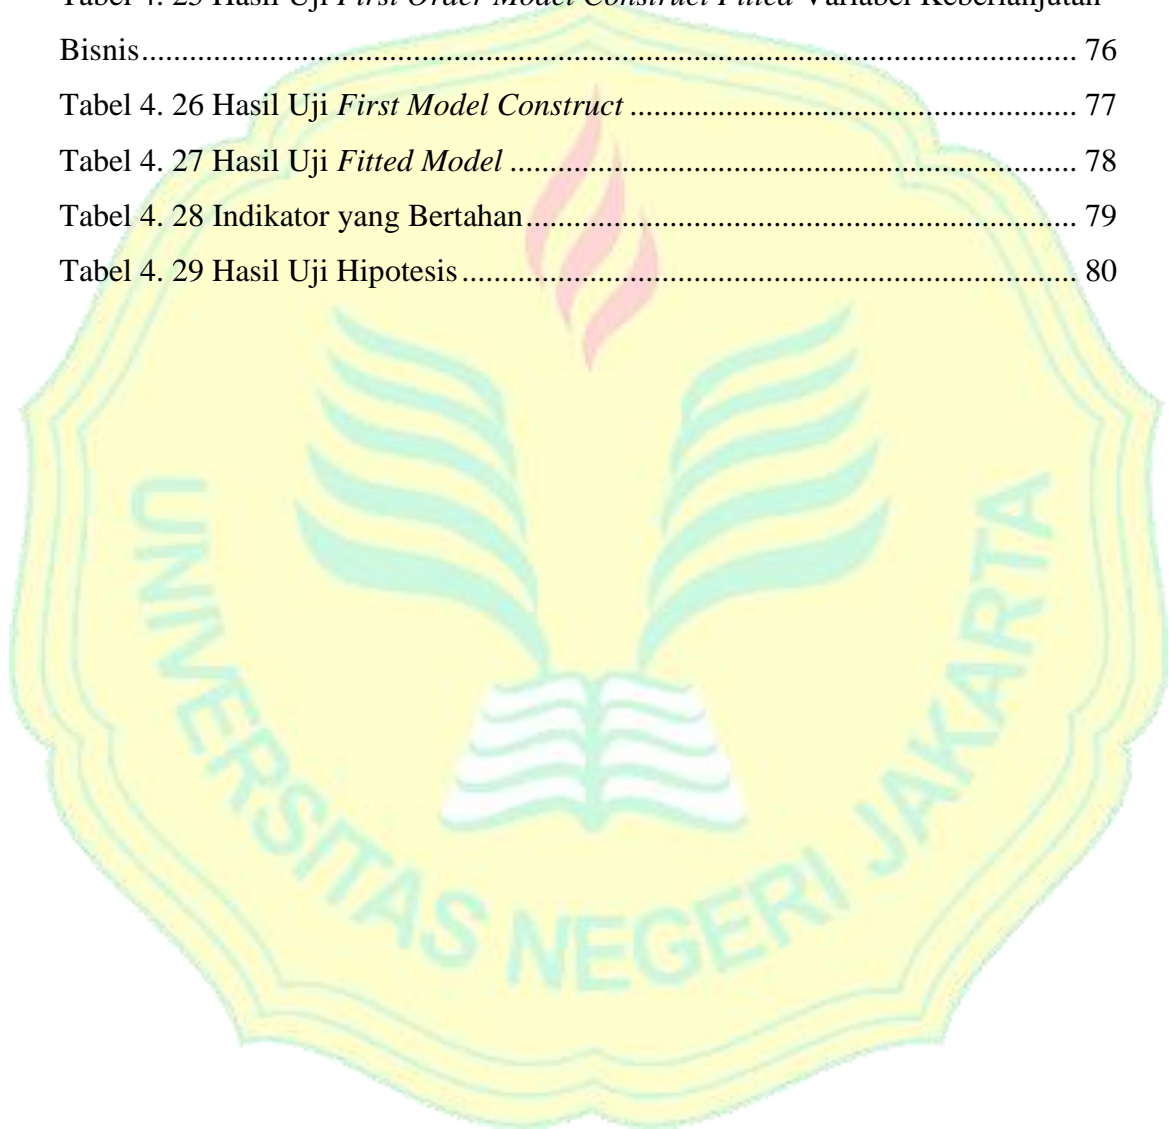 Tabel 4. 25 Hasil Uji First Order Model Construct Fitted Variabel Keberlanjutan
Bisnis........................................................................................................................ 76
Tabel 4. 26 Hasil Uji First Model Construct ......................................................... 77
Tabel 4. 27 Hasil Uji Fitted Model ........................................................................ 78
Tabel 4. 28 Indikator yang Bertahan...................................................................... 79
Tabel 4. 29 Hasil Uji Hipotesis .............................................................................. 80
UNIVERSITAS NEGERI JAKARTA